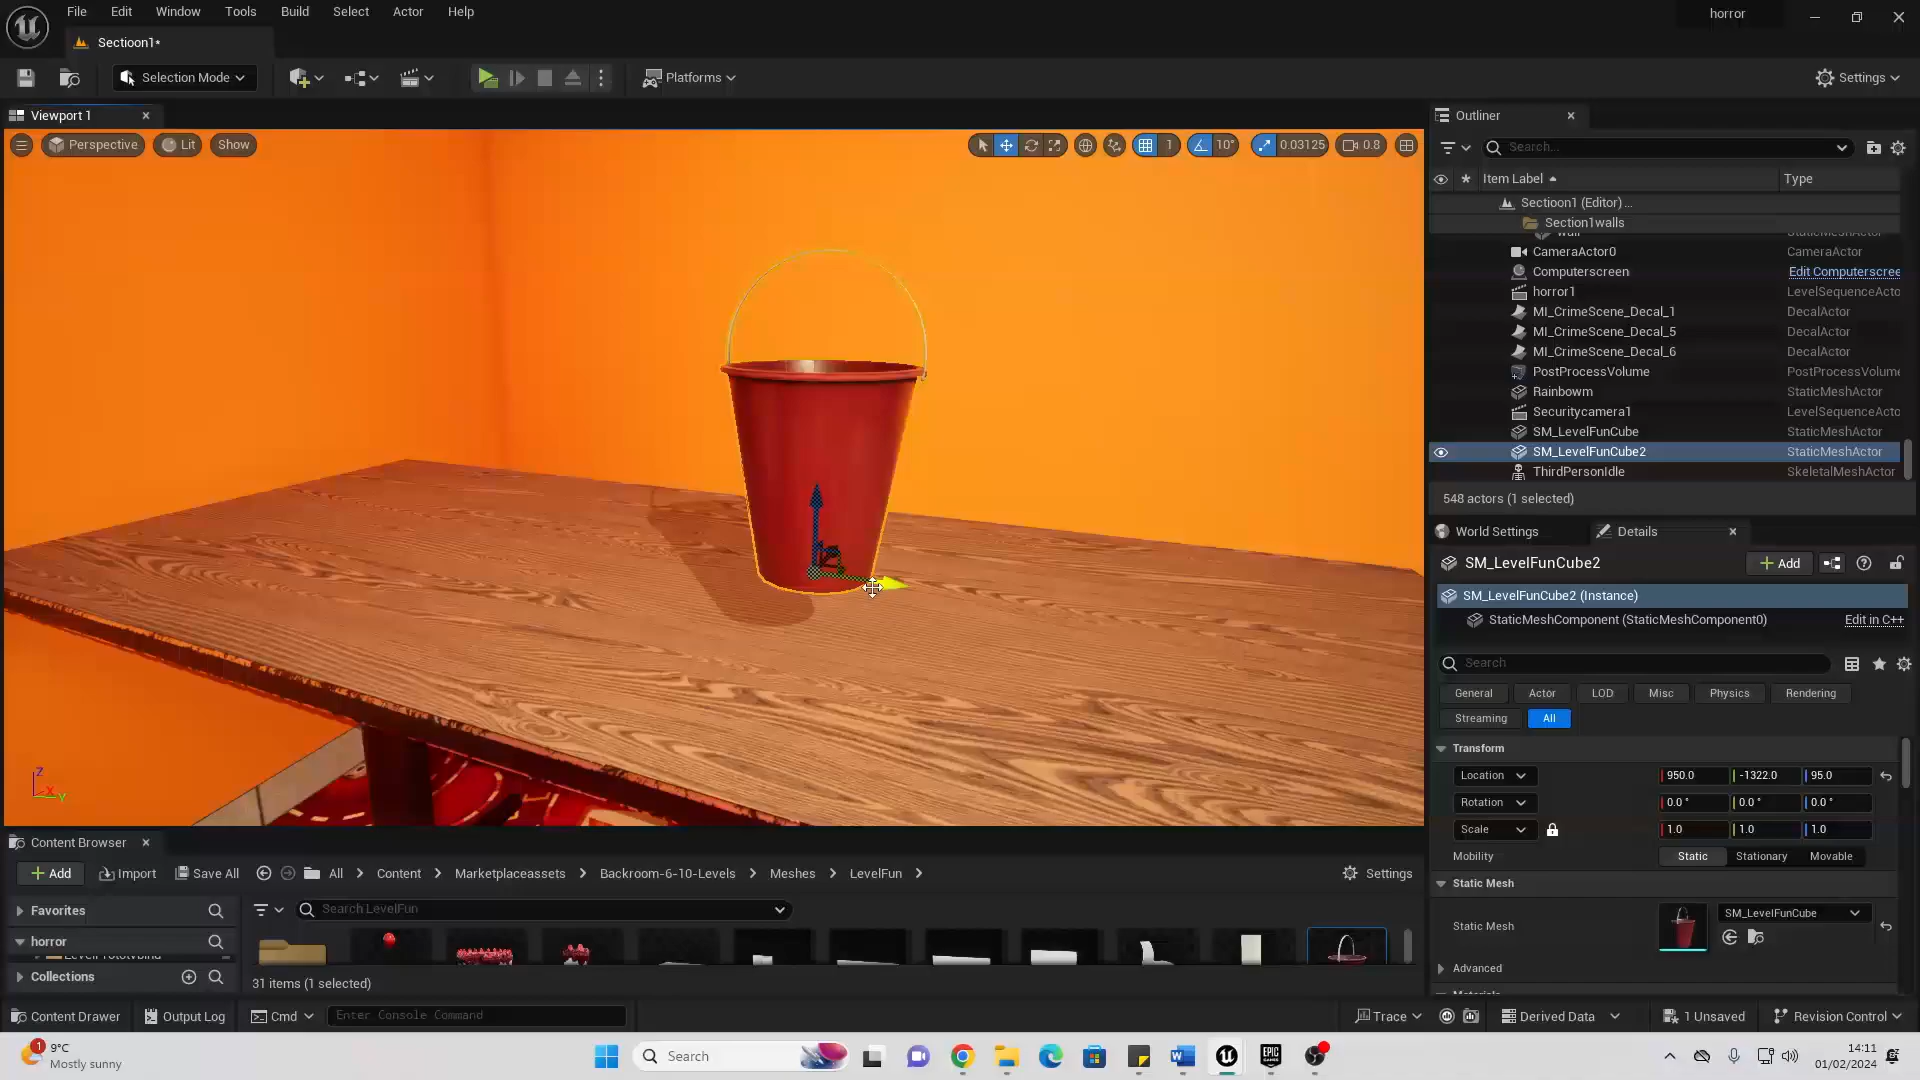 File Edit Window Tools Build Select Actor Help
horror
Sectioon1*
Selection Mode
Platforms
Settings
Viewport 1
Outliner
Perspective Lit Show
1 10° 0.03125 0.8
Search...
Item Label Type
Sectioon1 (Editor)...
Section1walls
CameraActor0 CameraActor
Computerscreen Edit Computerscree
horror1 LevelSequenceActo
MI_CrimeScene_Decal_1 DecalActor
MI_CrimeScene_Decal_5 DecalActor
MI_CrimeScene_Decal_6 DecalActor
PostProcessVolume PostProcessVolume
Rainbowm StaticMeshActor
Securitycamera1 LevelSequenceActo
SM_LevelFunCube StaticMeshActor
SM_LevelFunCube2 StaticMeshActor
ThirdPersonIdle SkeletalMeshActor
548 actors (1 selected)
World Settings Details
SM_LevelFunCube2 Add
SM_LevelFunCube2 (Instance)
StaticMeshComponent (StaticMeshComponent0) Edit in C++
Search
General Actor LOD Misc Physics Rendering
Streaming All
Transform
Location 950.0 -1322.0 95.0
Rotation 0.0 ° 0.0 ° 0.0 °
Scale 1.0 1.0 1.0
Mobility Static Stationary Movable
Static Mesh
Static Mesh SM_LevelFunCube
Advanced
Z
X
Y
Content Browser
Add Import Save All All Content Marketplaceassets Backroom-6-10-Levels Meshes LevelFun Settings
Favorites
Search LevelFun
horror
Collections
31 items (1 selected)
Content Drawer Output Log Cmd Enter Console Command Trace Derived Data 1 Unsaved Revision Control
1
9°C
Mostly sunny
Search
EPIC
GAMES
14:11
01/02/2024